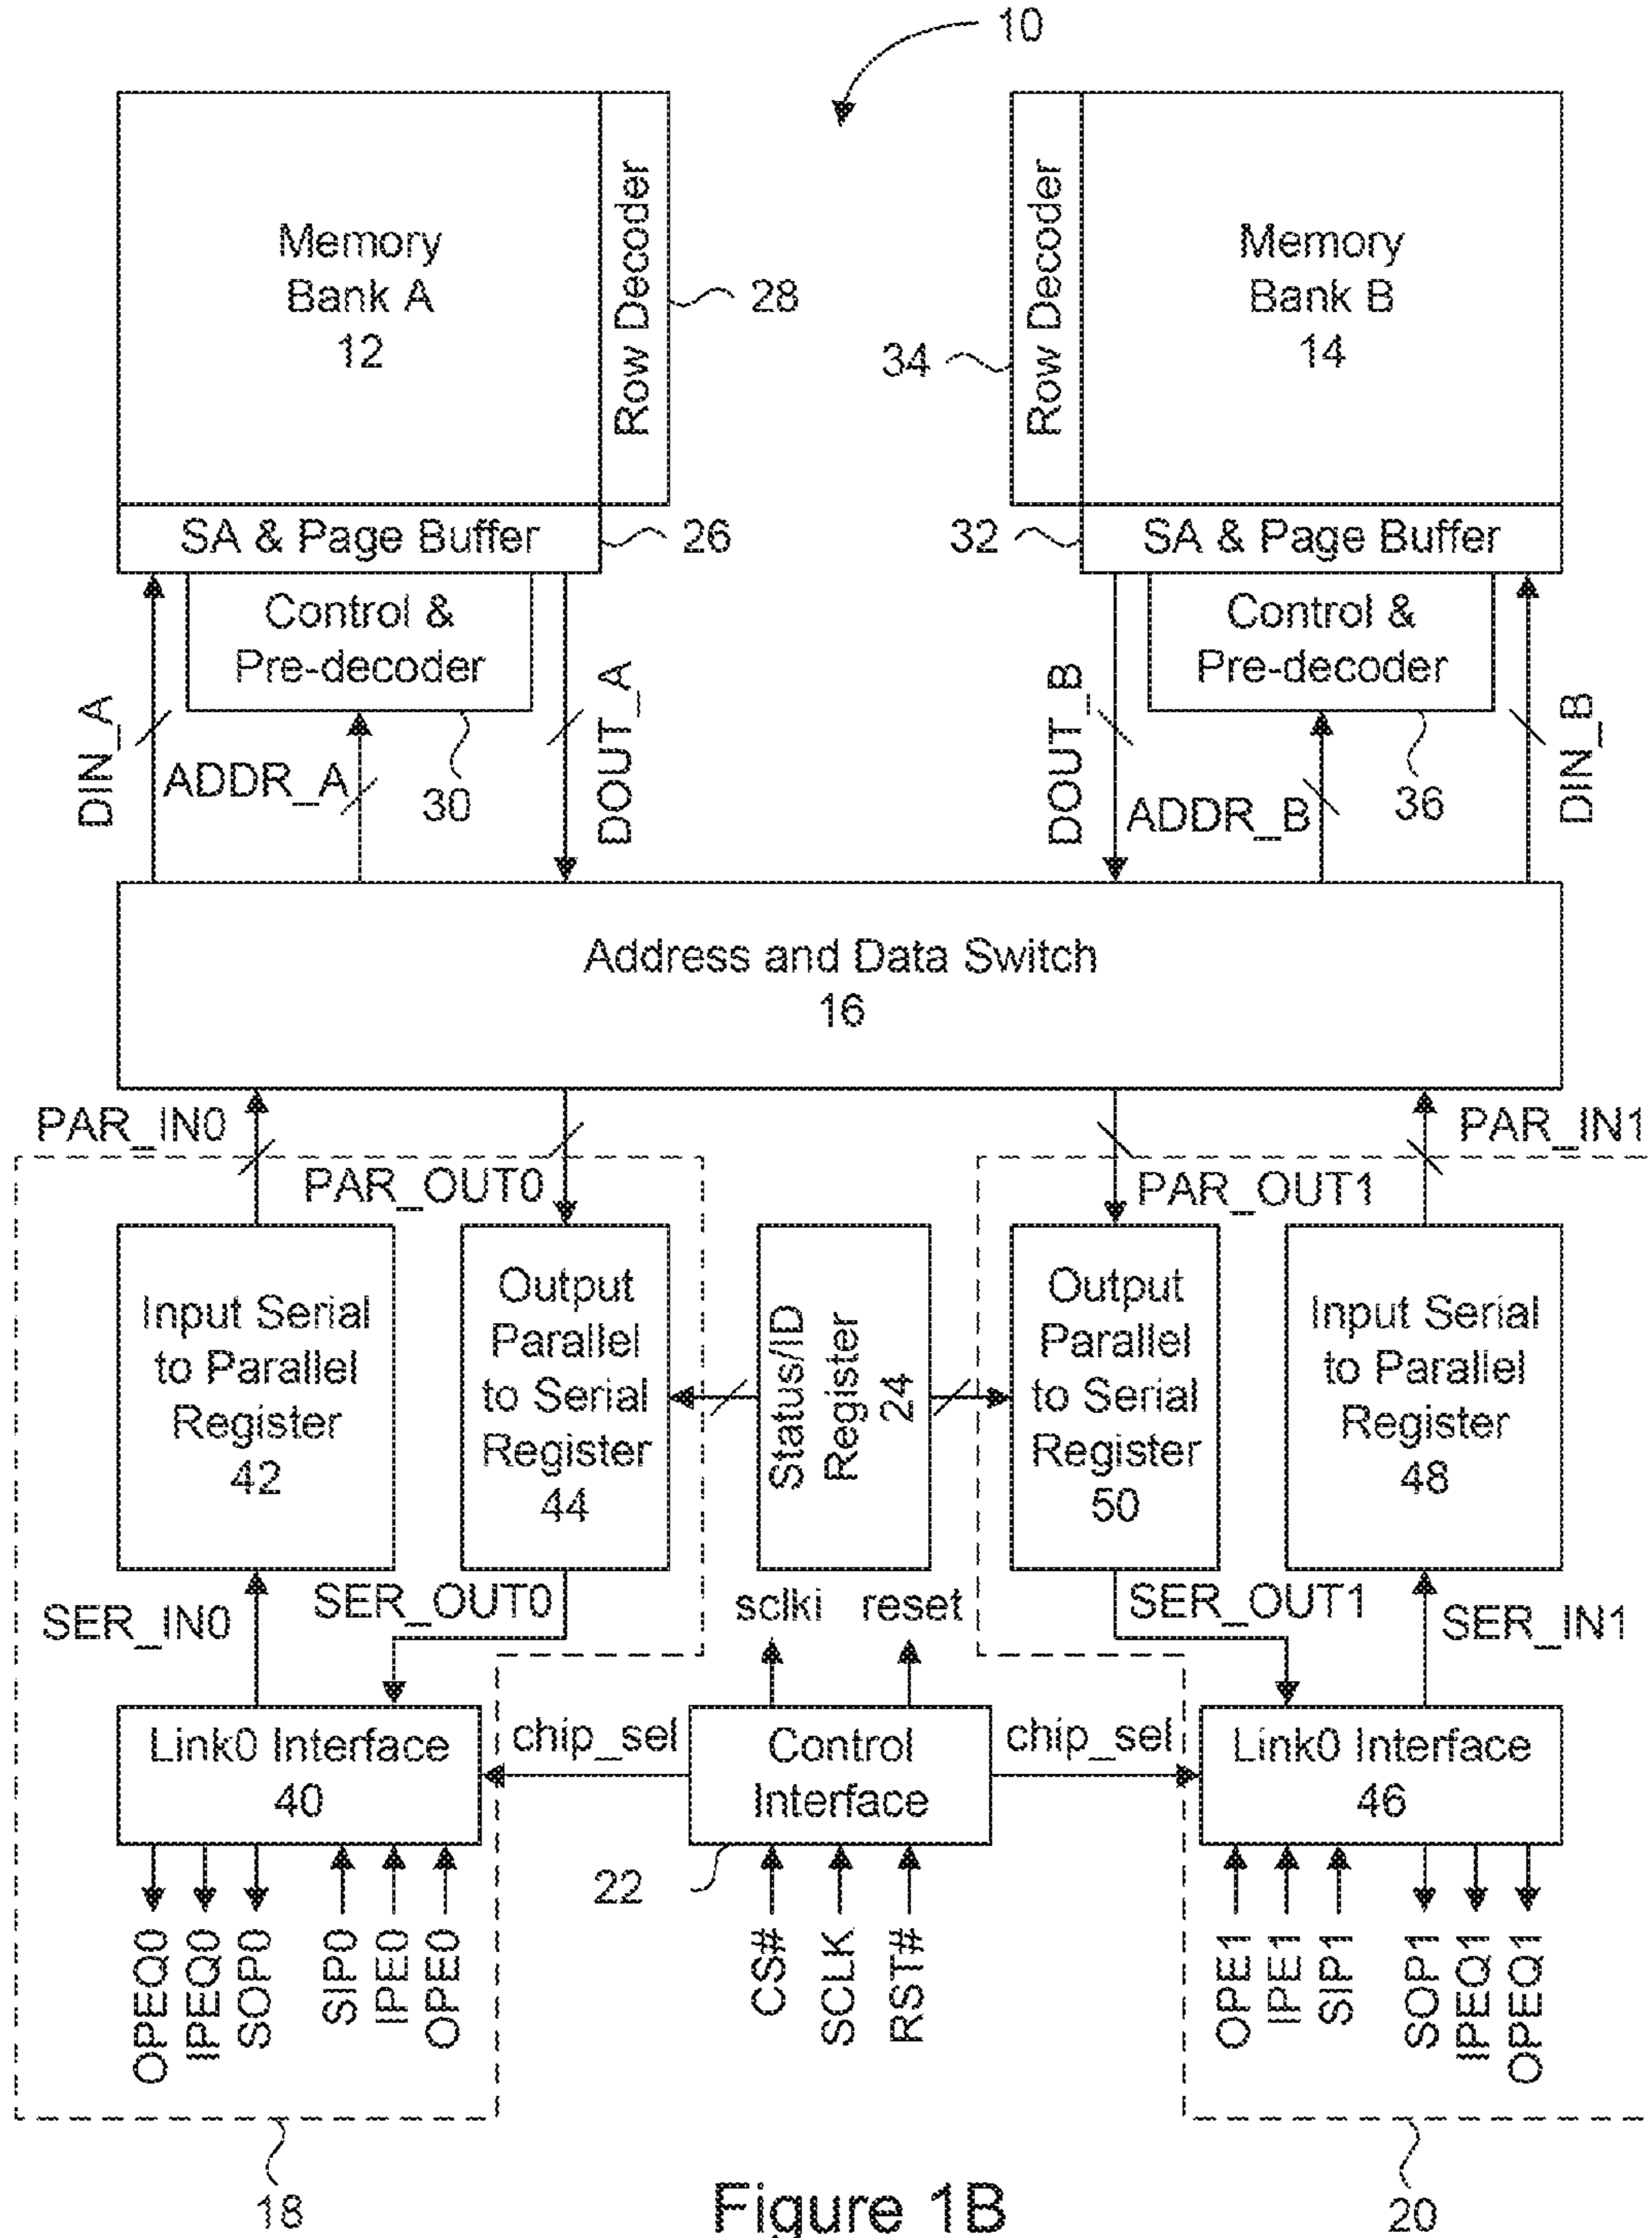 10
Memory
Bank A
12
Row Decoder
28
34
Row Decoder
Memory
Bank B
14
SA & Page Buffer
26
32
SA & Page Buffer
Control &
Pre-decoder
Control &
Pre-decoder
DIN_A
ADDR_A
30
DOUT_A
DOUT_B
ADDR_B
36
DIN_B
Address and Data Switch
16
PAR_IN0
PAR_OUT0
PAR_OUT1
PAR_IN1
Input Serial
to Parallel
Register
42
Output
Parallel
to Serial
Register
44
Status/ID
Register
24
Output
Parallel
to Serial
Register
50
Input Serial
to Parallel
Register
48
SER_IN0
SER_OUT0
sclki
reset
SER_OUT1
SER_IN1
Link0 Interface
40
chip_sel
Control
Interface
chip_sel
Link0 Interface
46
22
OPEQ0
IPEQ0
SOP0
SIP0
IPE0
OPE0
CS#
SCLK
RST#
OPE1
IPE1
SIP1
SOP1
IPEQ1
OPEQ1
18
Figure 1B
20